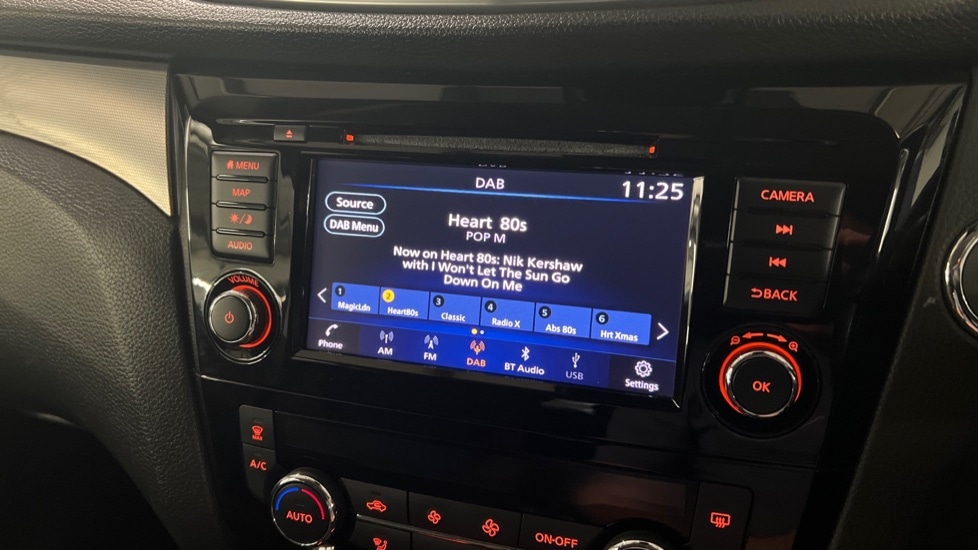 MENU
MAP
AUDIO
VOLUME
DAB
11:25
Source
DAB Menu
Heart 80s
POP M
Now on Heart 80s: Nik Kershaw
with I Won't Let The Sun Go
Down On Me
1 MagicLdn
2 Heart80s
3 Classic
4 Radio X
5 Abs 80s
6 Hrt Xmas
Phone
AM
FM
DAB
BT Audio
USB
Settings
CAMERA
BACK
OK
MAX
A/C
AUTO
ON·OFF